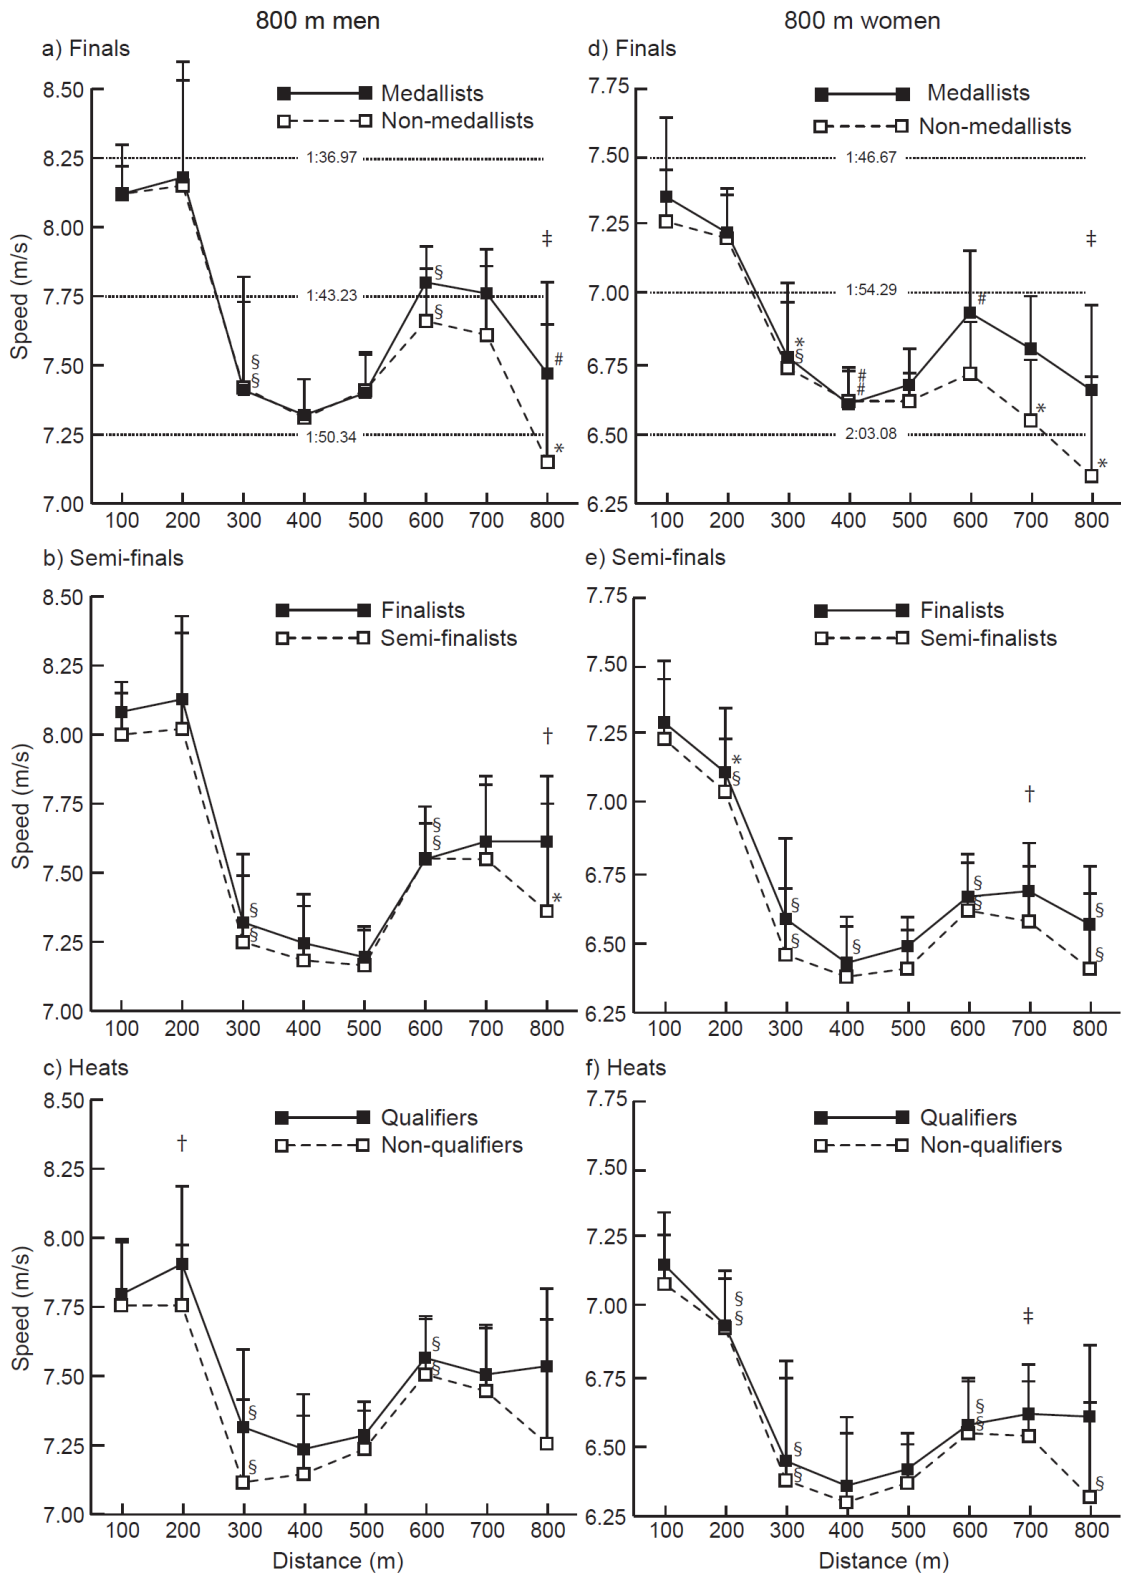 800 m men
800 m women
a) Finals
Medallists
Non-medallists
1:36.97
1:43.23
1:50.34
§
§
§
§
‡
#
*
Speed (m/s)
8.50
8.25
8.00
7.75
7.50
7.25
7.00
100 200 300 400 500 600 700 800
d) Finals
Medallists
Non-medallists
1:46.67
1:54.29
2:03.08
*
§
#
#
#
*
‡
*
Speed (m/s)
7.75
7.50
7.25
7.00
6.75
6.50
6.25
100 200 300 400 500 600 700 800
b) Semi-finals
Finalists
Semi-finalists
§
§
§
§
†
*
Speed (m/s)
8.50
8.25
8.00
7.75
7.50
7.25
7.00
100 200 300 400 500 600 700 800
e) Semi-finals
Finalists
Semi-finalists
*
§
§
§
§
§
§
†
§
§
7.75
7.50
7.25
7.00
6.75
6.50
6.25
100 200 300 400 500 600 700 800
c) Heats
Qualifiers
Non-qualifiers
†
§
§
§
§
Speed (m/s)
8.50
8.25
8.00
7.75
7.50
7.25
7.00
100 200 300 400 500 600 700 800
Distance (m)
f) Heats
Qualifiers
Non-qualifiers
§
§
§
§
§
§
‡
§
7.75
7.50
7.25
7.00
6.75
6.50
6.25
100 200 300 400 500 600 700 800
Distance (m)